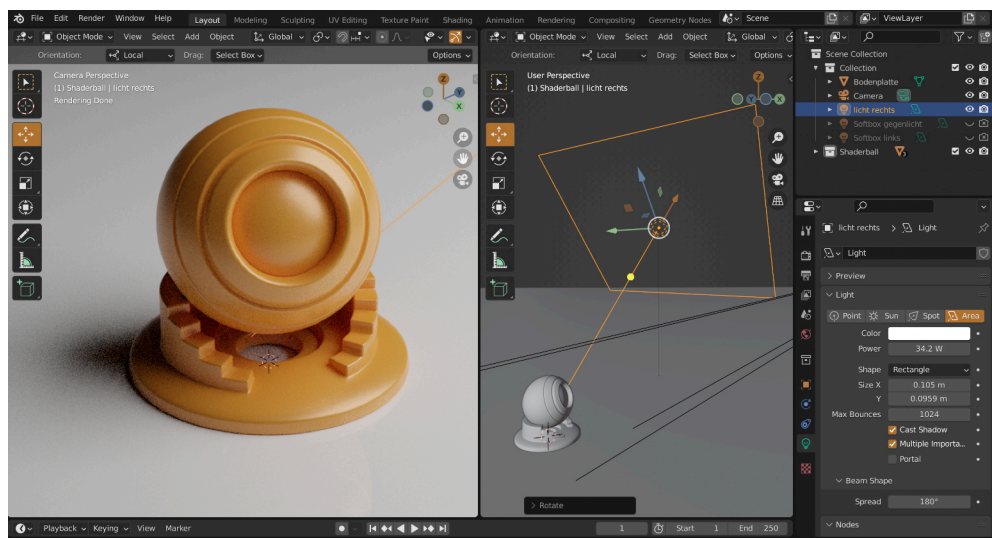 File Edit Render Window Help Layout Modeling Sculpting UV Editing Texture Paint Shading Animation Rendering Compositing Geometry Nodes Scene ViewLayer
Object Mode View Select Add Object Global
Orientation: Local Drag: Select Box Options
Camera Perspective
(1) Shaderball | licht rechts
Rendering Done
Z
Y
X
Object Mode View Select Add Object Global
Orientation: Local Drag: Select Box Options
User Perspective
(1) Shaderball | licht rechts
Z
X
> Rotate
Scene Collection
Collection
Bodenplatte
Camera
licht rechts
Softbox gegenlicht
Softbox links
Shaderball
licht rechts > Light
Light
Preview
Light
Point Sun Spot Area
Color
Power 34.2 W
Shape Rectangle
Size X 0.105 m
Y 0.0959 m
Max Bounces 1024
Cast Shadow
Multiple Importa...
Portal
Beam Shape
Spread 180°
Nodes
Playback Keying View Marker 1 Start 1 End 250